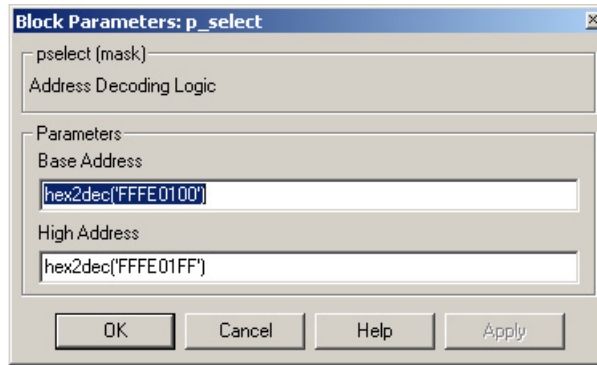 Block Parameters: p_select
pselect (mask)
Address Decoding Logic
Parameters
Base Address
hex2dec('FFFE0100')
High Address
hex2dec('FFFE01FF')
OK Cancel Help Apply